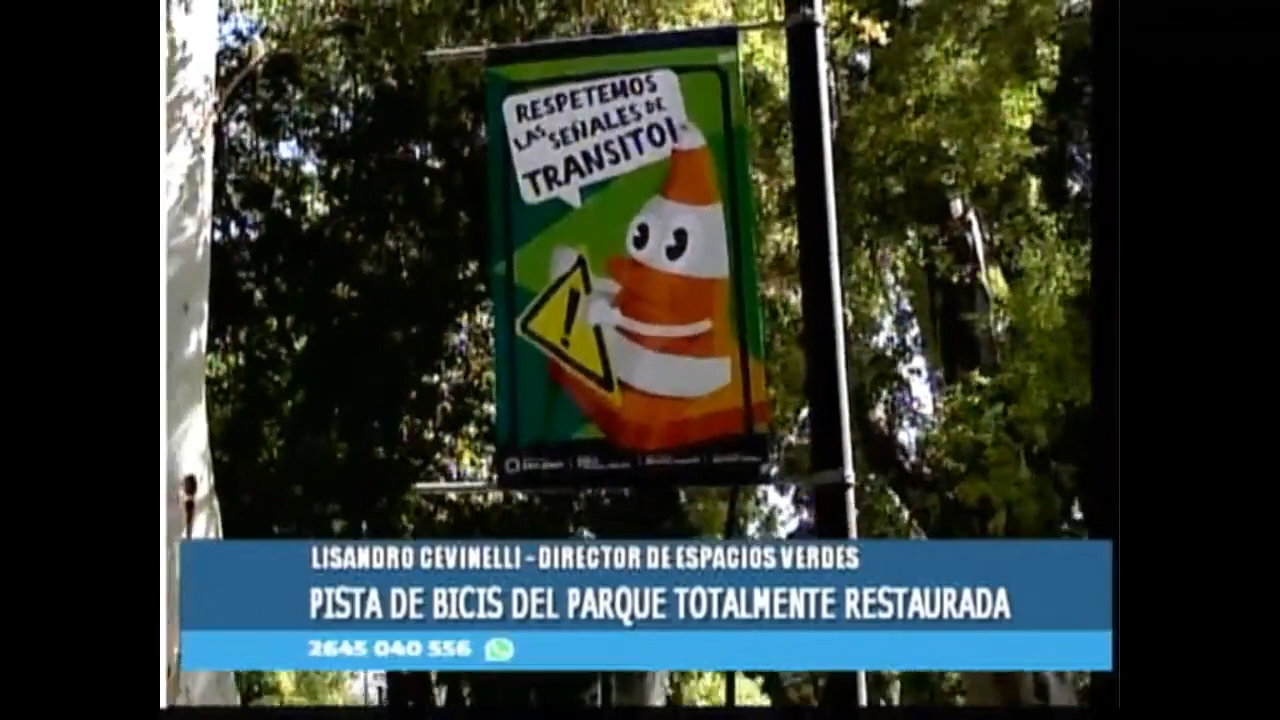 RESPETEMOS
LAS SEÑALES DE
TRANSITO!
LISANDRO CEVINELLI - DIRECTOR DE ESPACIOS VERDES
PISTA DE BICIS DEL PARQUE TOTALMENTE RESTAURADA
2645 040 556